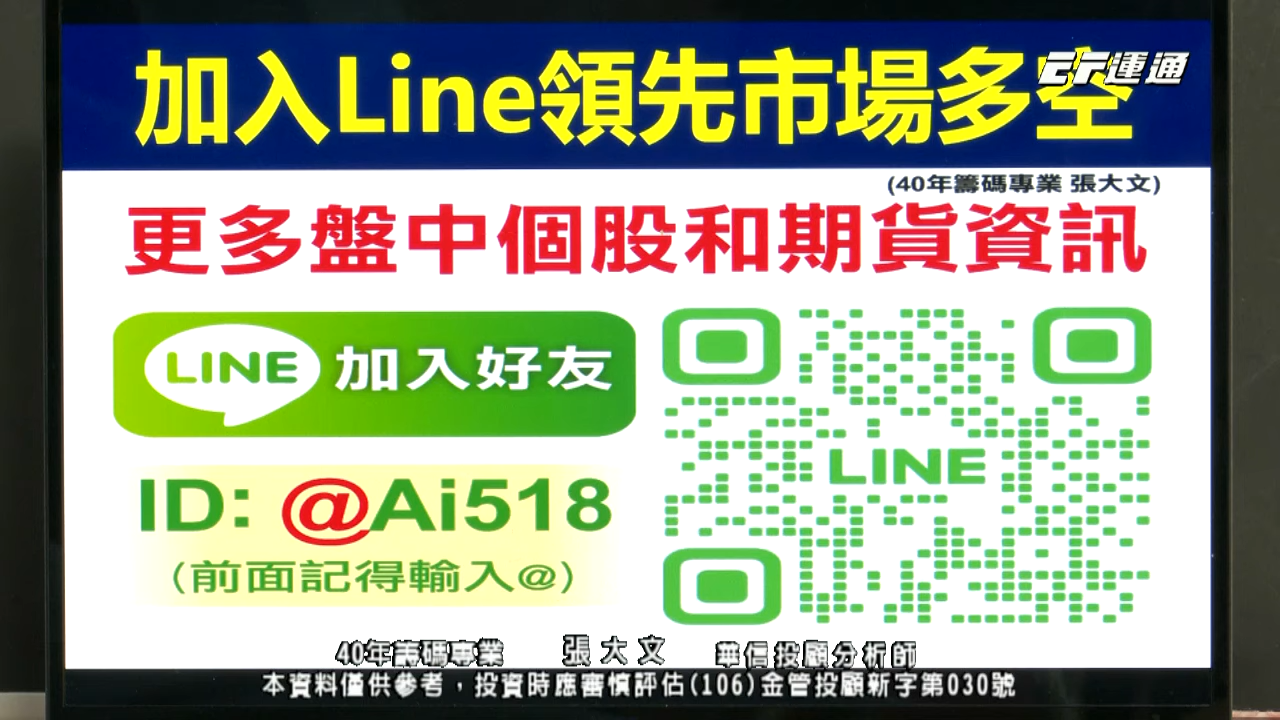 加入Line領先市場多空
運通
(40年籌碼專業 張大文)
更多盤中個股和期貨資訊
LINE 加入好友
LINE
ID: @Ai518
(前面記得輸入@)
40年籌碼專業 張大文 華信投顧分析師
本資料僅供參考，投資時應審慎評估(106)金管投顧新字第030號